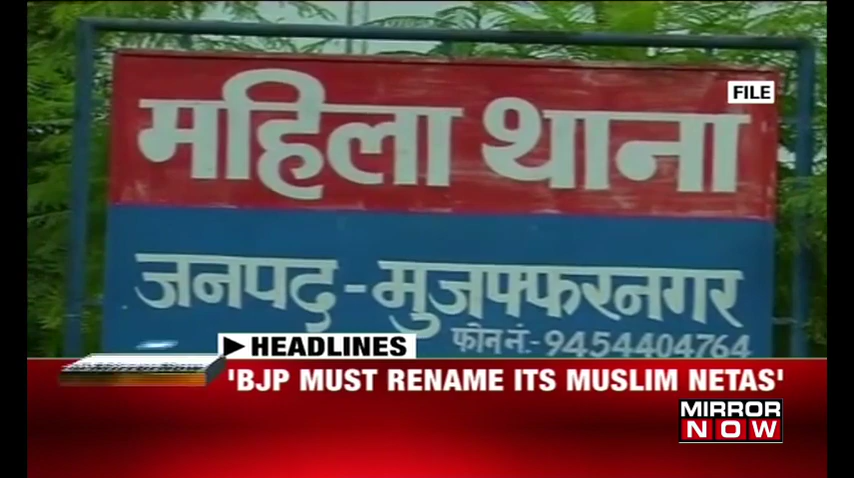 FILE
महिला थाना
जनपद-मुजफ्फरनगर
फोन नं.-9454404764
HEADLINES
'BJP MUST RENAME ITS MUSLIM NETAS'
MIRROR
NOW